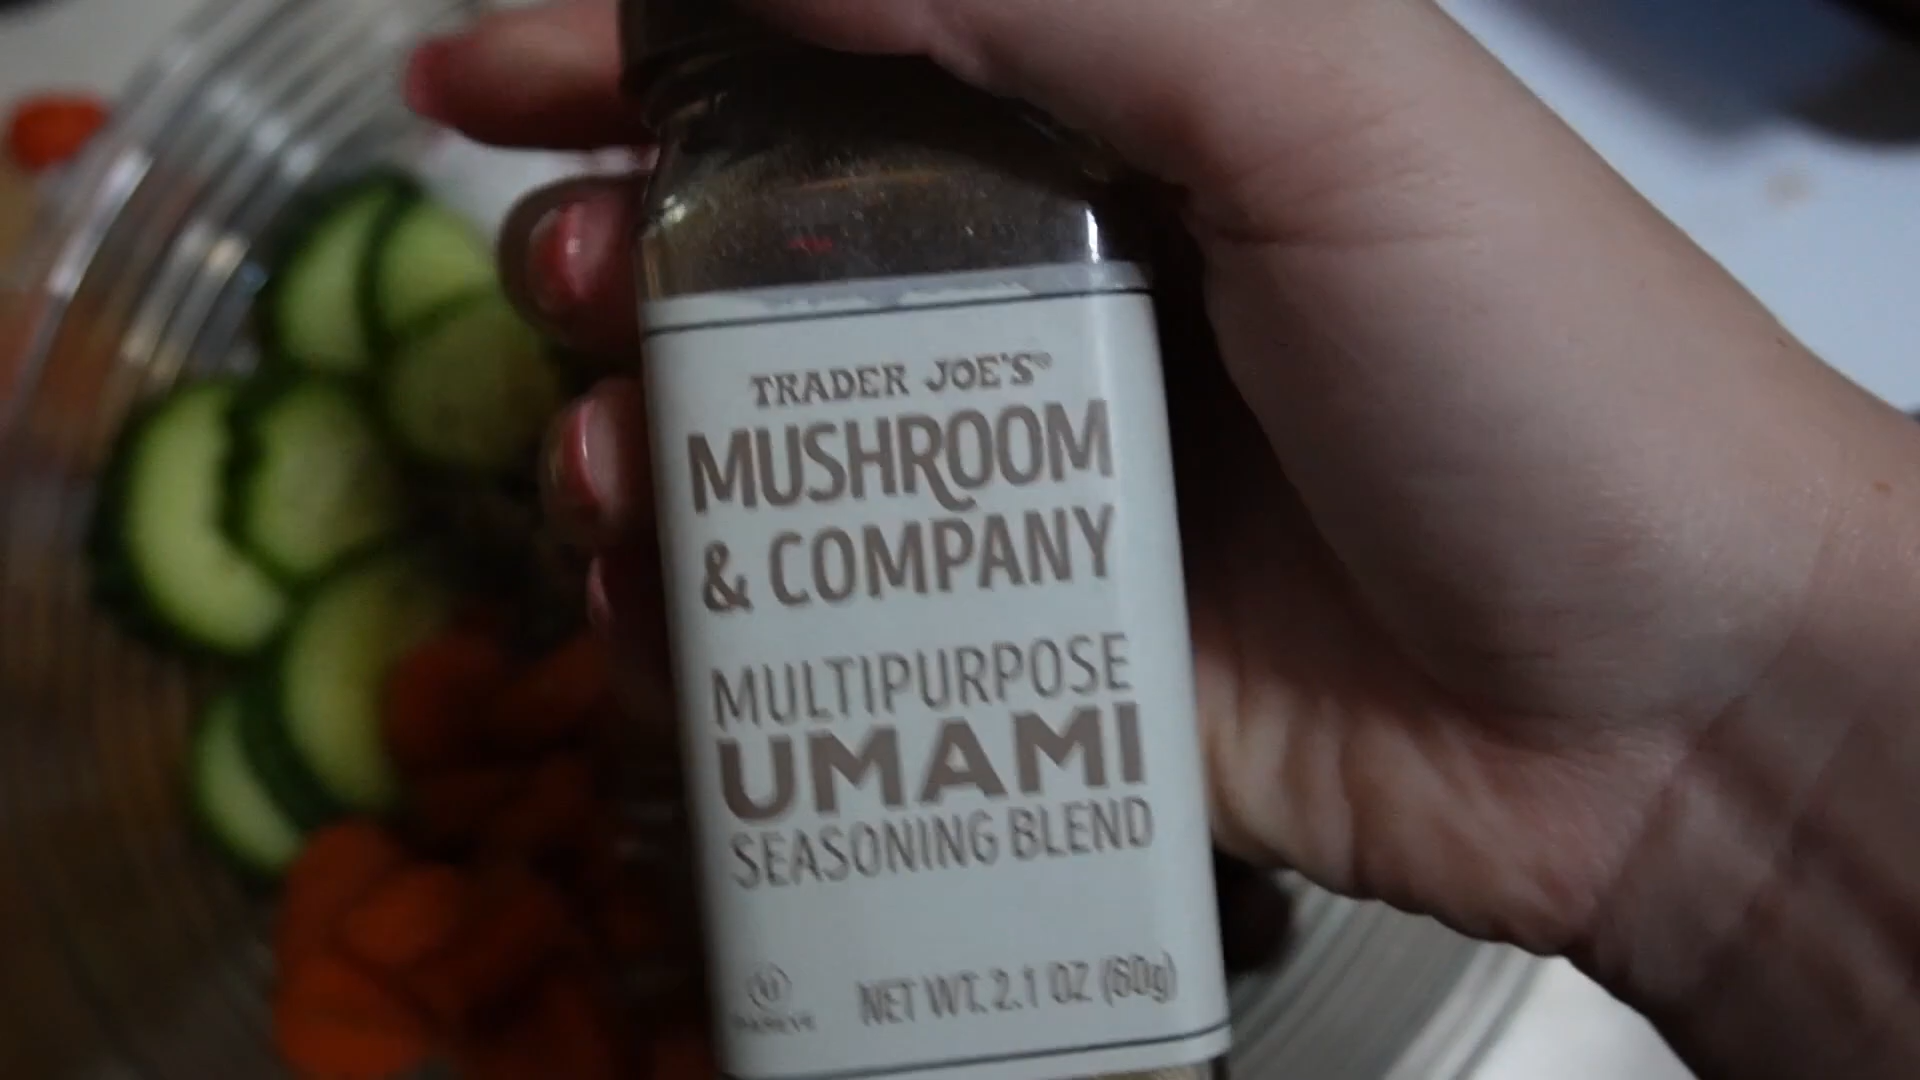 TRADER JOE'S®
MUSHROOM
& COMPANY
MULTIPURPOSE
UMAMI
SEASONING BLEND
NET WT. 2.1 OZ (60g)